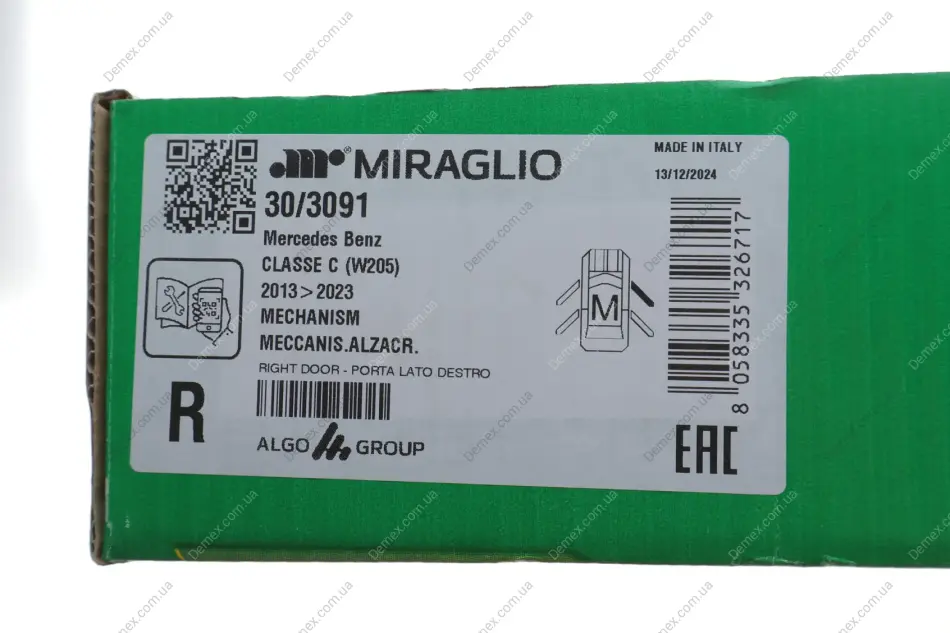 MIRAGLIO
MADE IN ITALY
13/12/2024
30/3091
Mercedes Benz
CLASSE C (W205)
2013>2023
MECHANISM
MECCANIS.ALZACR.
RIGHT DOOR - PORTA LATO DESTRO
R
M
ALGO GROUP
8 058335 326717
EAC
Demex.com.ua